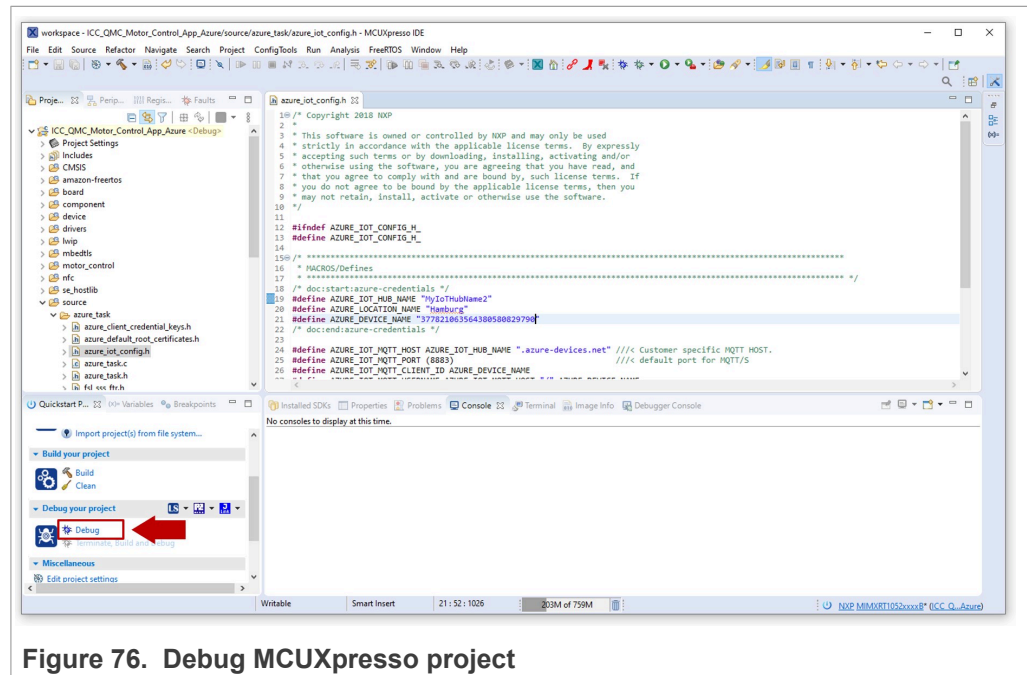 workspace - ICC_QMC_Motor_Control_App_Azure/source/azure_task/azure_iot_config.h - MCUXpresso IDE
File Edit Source Refactor Navigate Search Project ConfigTools Run Analysis FreeRTOS Window Help
Proje... Perip... Regis... Faults
azure_iot_config.h
ICC_QMC_Motor_Control_App_Azure <Debug>
Project Settings
Includes
CMSIS
amazon-freertos
board
component
device
drivers
lwip
mbedtls
motor_control
nfc
se_hostlib
source
azure_task
azure_client_credential_keys.h
azure_default_root_certificates.h
azure_iot_config.h
azure_task.c
azure_task.h
fsl_sss_ftr.h
1 /* Copyright 2018 NXP
2 *
3 * This software is owned or controlled by NXP and may only be used
4 * strictly in accordance with the applicable license terms. By expressly
5 * accepting such terms or by downloading, installing, activating and/or
6 * otherwise using the software, you are agreeing that you have read, and
7 * that you agree to comply with and are bound by, such license terms. If
8 * you do not agree to be bound by the applicable license terms, then you
9 * may not retain, install, activate or otherwise use the software.
10 */
11
12 #ifndef AZURE_IOT_CONFIG_H_
13 #define AZURE_IOT_CONFIG_H_
14
15 /* ****************************************************************************
16 * MACROS/Defines
17 * **************************************************************************** */
18 /* doc:start:azure-credentials */
19 #define AZURE_IOT_HUB_NAME "MyIoTHubName2"
20 #define AZURE_LOCATION_NAME "Hamburg"
21 #define AZURE_DEVICE_NAME "377821063564380580829790"
22 /* doc:end:azure-credentials */
23
24 #define AZURE_IOT_MQTT_HOST AZURE_IOT_HUB_NAME ".azure-devices.net" ///< Customer specific MQTT HOST.
25 #define AZURE_IOT_MQTT_PORT (8883) ///< default port for MQTT/S
26 #define AZURE_IOT_MQTT_CLIENT_ID AZURE_DEVICE_NAME
Quickstart P... Variables Breakpoints
Import project(s) from file system...
Build your project
Build
Clean
Debug your project
LS
Debug
Terminate, Build and Debug
Miscellaneous
Edit project settings
Installed SDKs Properties Problems Console Terminal Image Info Debugger Console
No consoles to display at this time.
Writable Smart Insert 21 : 52 : 1026 203M of 759M NXP MIMXRT1052xxxxB* (ICC_Q...Azure)
Figure 76. Debug MCUXpresso project